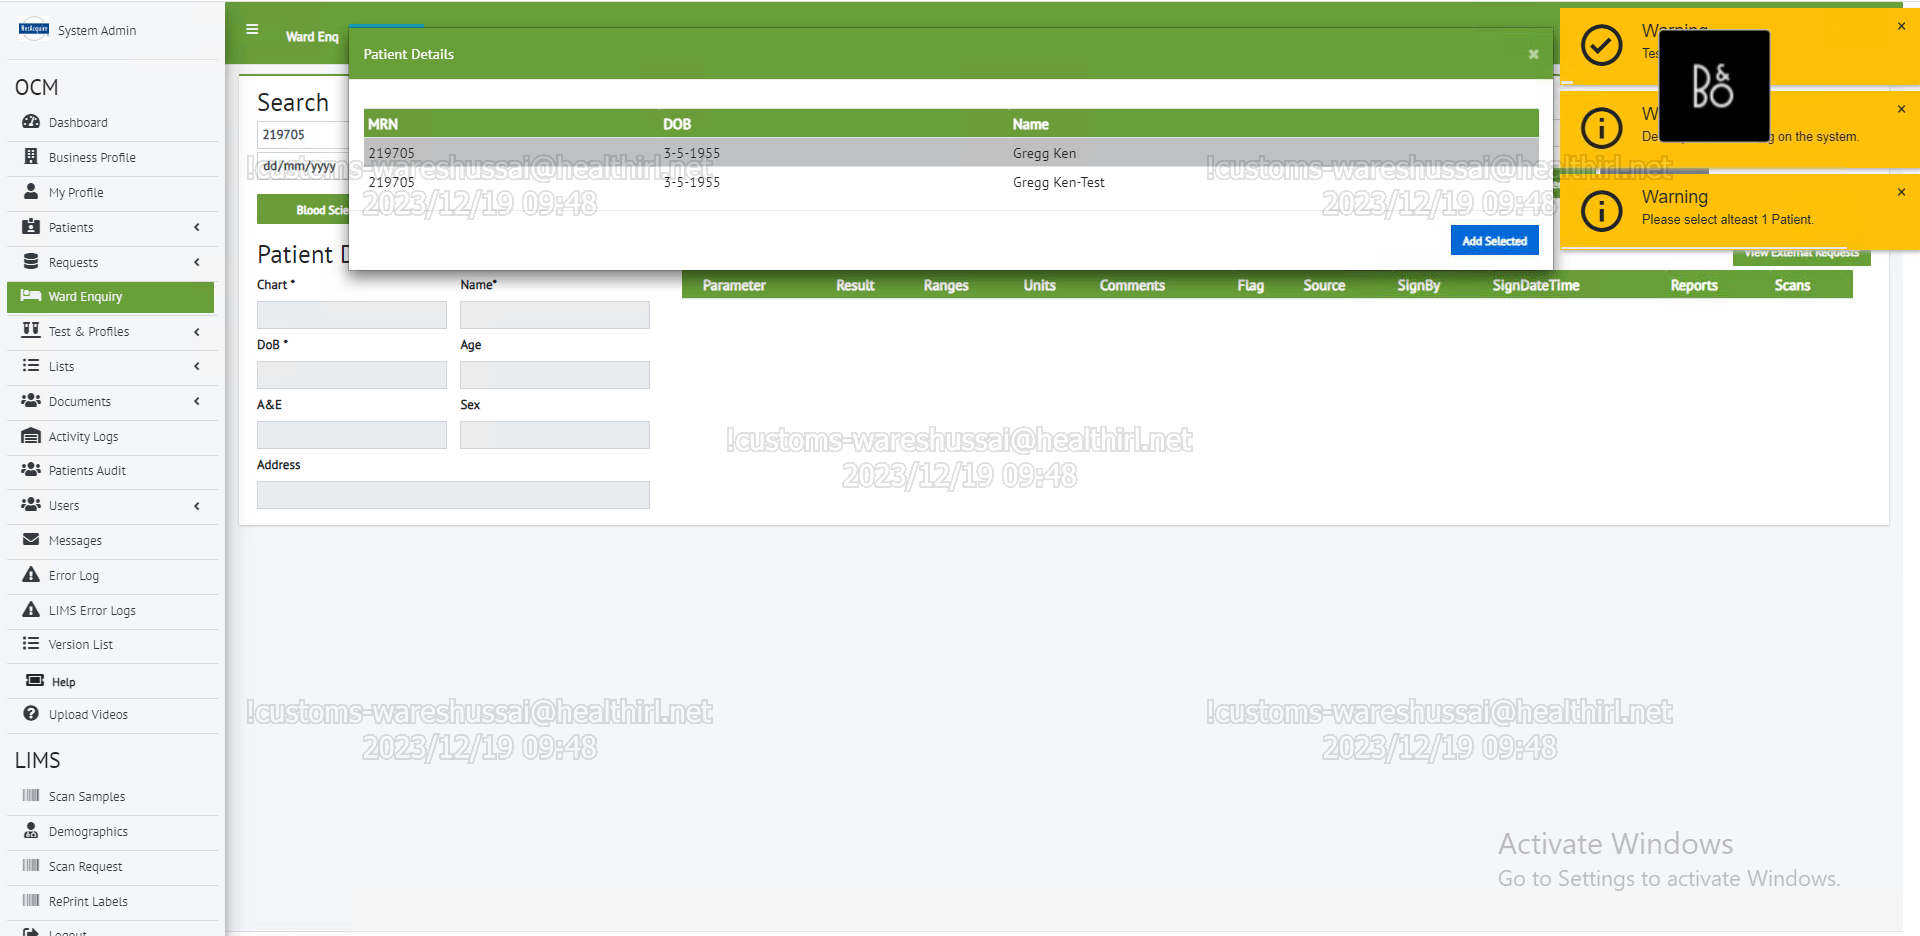 NetAcquire
System Admin
OCM
Dashboard
Business Profile
My Profile
Patients
Requests
Ward Enquiry
Test & Profiles
Lists
Documents
Activity Logs
Patients Audit
Users
Messages
Error Log
LIMS Error Logs
Version List
Help
Upload Videos
LIMS
Scan Samples
Demographics
Scan Request
RePrint Labels
Logout
Ward Enq
Search
219705
dd/mm/yyyy
Blood Scie
Patient D
Chart *
Name*
DoB *
Age
A&E
Sex
Address
Patient Details
MRN DOB Name
219705 3-5-1955 Gregg Ken
219705 3-5-1955 Gregg Ken-Test
Add Selected
View External Requests
Parameter Result Ranges Units Comments Flag Source SignBy SignDateTime Reports Scans
Warning
Tes
B&O
W
De
g on the system.
Warning
Please select alteast 1 Patient.
!customs-wareshussai@healthirl.net
2023/12/19 09:48
!customs-wareshussai@healthirl.net
2023/12/19 09:48
!customs-wareshussai@healthirl.net
2023/12/19 09:48
!customs-wareshussai@healthirl.net
2023/12/19 09:48
!customs-wareshussai@healthirl.net
2023/12/19 09:48
Activate Windows
Go to Settings to activate Windows.